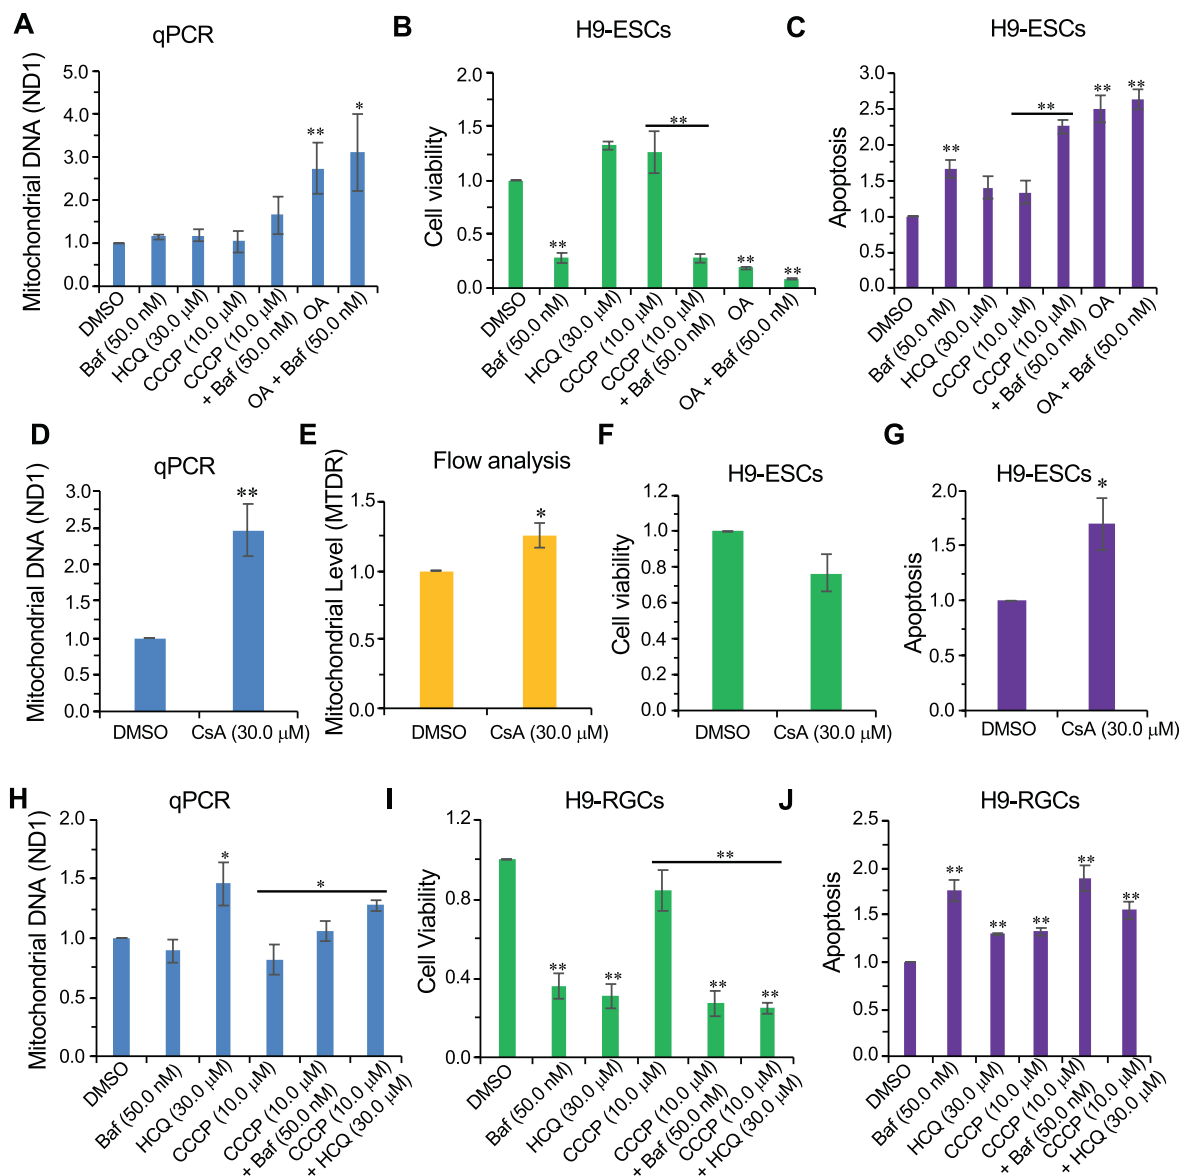 A
qPCR
Mitochondrial DNA (ND1)
5.0
4.0
3.0
2.0
1.0
0.0
**
*
DMSO
Baf (50.0 nM)
HCQ (30.0 μM)
CCCP (10.0 μM)
CCCP (10.0 μM)
+ Baf (50.0 nM)
OA
OA + Baf (50.0 nM)
B
H9-ESCs
Cell viability
2.0
1.5
1.0
0.5
0.0
**
**
**
**
DMSO
Baf (50.0 nM)
HCQ (30.0 μM)
CCCP (10.0 μM)
CCCP (10.0 μM)
+ Baf (50.0 nM)
OA
OA + Baf (50.0 nM)
C
H9-ESCs
Apoptosis
3.0
2.5
2.0
1.5
1.0
0.5
0.0
**
**
**
**
DMSO
Baf (50.0 nM)
HCQ (30.0 μM)
CCCP (10.0 μM)
CCCP (10.0 μM)
+ Baf (50.0 nM)
OA
OA + Baf (50.0 nM)
D
qPCR
Mitochondrial DNA (ND1)
3.0
2.5
2.0
1.0
0.5
0.0
**
DMSO
CsA (30.0 μM)
E
Flow analysis
Mitochondrial Level (MTDR)
1.5
1.0
0.5
0.0
*
DMSO
CsA (30.0 μM)
F
H9-ESCs
Cell viability
1.2
1.0
0.8
0.6
0.4
0.2
0.0
DMSO
CsA (30.0 μM)
G
H9-ESCs
Apoptosis
2.0
1.5
1.0
0.5
0.0
*
DMSO
CsA (30.0 μM)
H
qPCR
Mitochondrial DNA (ND1)
2.0
1.5
1.0
0.5
0.0
*
*
DMSO
Baf (50.0 nM)
HCQ (30.0 μM)
CCCP (10.0 μM)
CCCP (10.0 μM)
+ Baf (50.0 nM)
CCCP (10.0 μM)
+ HCQ (30.0 μM)
I
H9-RGCs
Cell Viability
1.2
0.8
0.4
0.0
**
**
**
**
**
DMSO
Baf (50.0 nM)
HCQ (30.0 μM)
CCCP (10.0 μM)
CCCP (10.0 μM)
+ Baf (50.0 nM)
CCCP (10.0 μM)
+ HCQ (30.0 μM)
J
H9-RGCs
Apoptosis
2.5
2.0
1.5
1.0
0.5
0.0
**
**
**
**
**
DMSO
Baf (50.0 nM)
HCQ (30.0 μM)
CCCP (10.0 μM)
CCCP (10.0 μM)
+ Baf (50.0 nM)
CCCP (10.0 μM)
+ HCQ (30.0 μM)